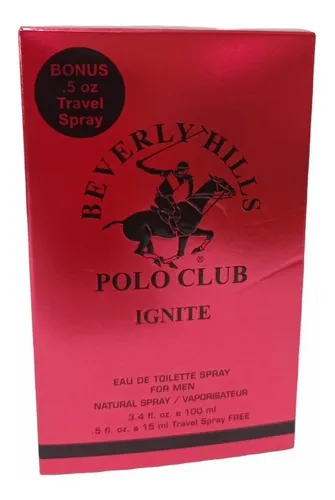 BONUS
.5 oz
Travel
Spray
BEVERLY HILLS
POLO CLUB®
IGNITE
EAU DE TOILETTE SPRAY
FOR MEN
NATURAL SPRAY / VAPORISATEUR
3.4 fl. oz. e 100 ml
.5 fl. oz. e 15 ml Travel Spray FREE